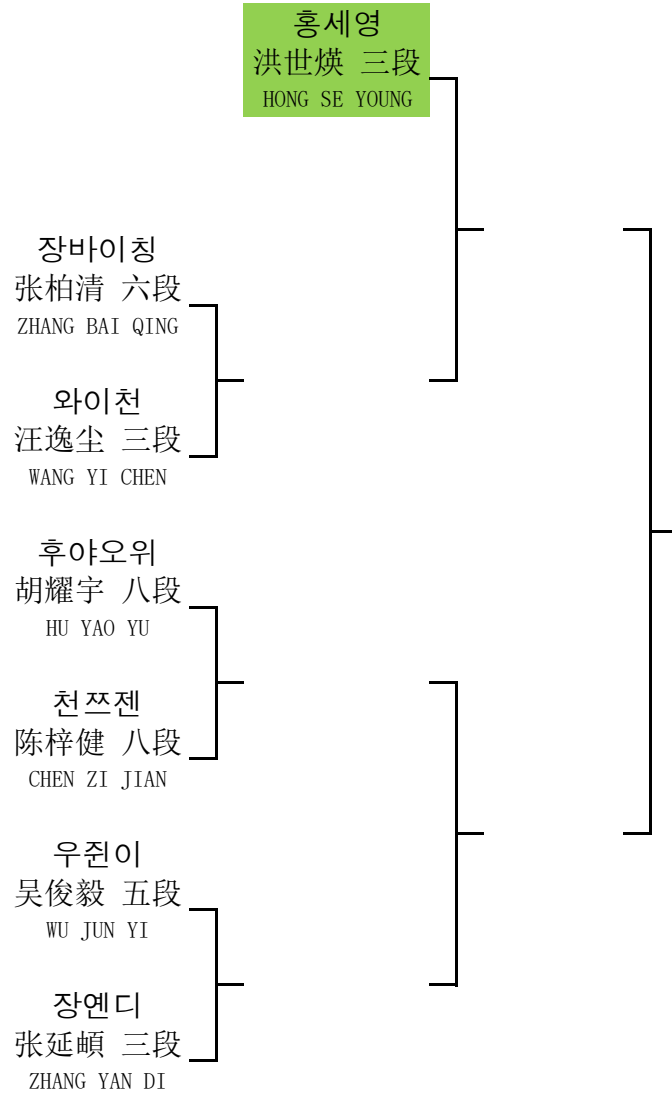 홍세영
洪世煐 三段
HONG SE YOUNG
장바이칭
张柏清 六段
ZHANG BAI QING
와이천
汪逸尘 三段
WANG YI CHEN
후야오위
胡耀宇 八段
HU YAO YU
천쯔젠
陈梓健 八段
CHEN ZI JIAN
우쥔이
吴俊毅 五段
WU JUN YI
장옌디
张延頔 三段
ZHANG YAN DI